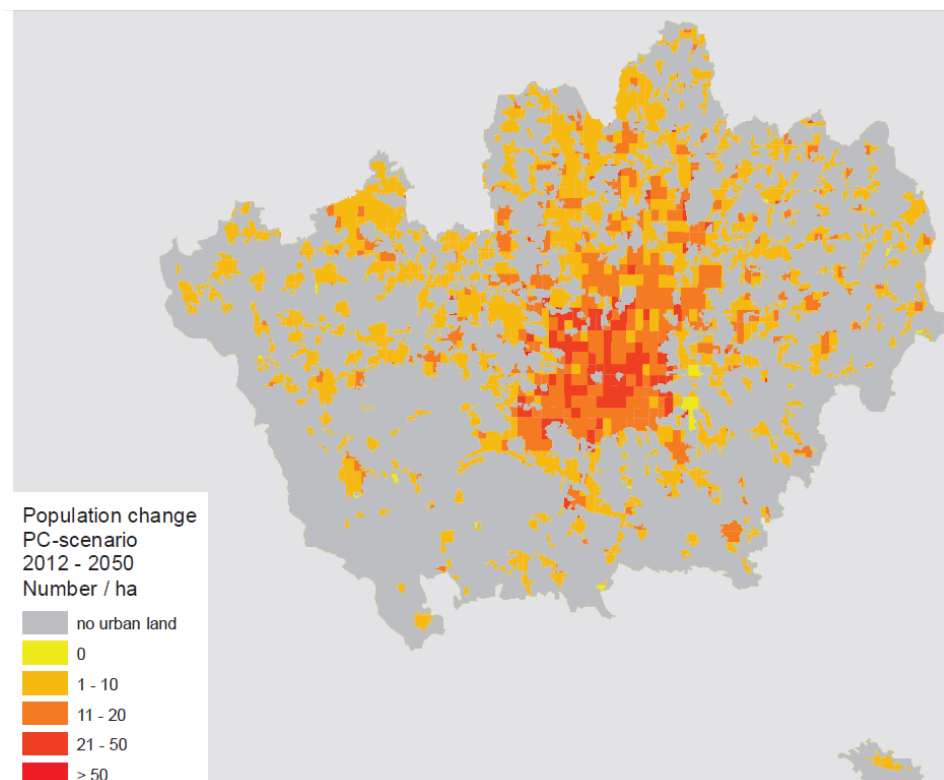 Population change
PC-scenario
2012 - 2050
Number / ha
no urban land
0
1 - 10
11 - 20
21 - 50
> 50